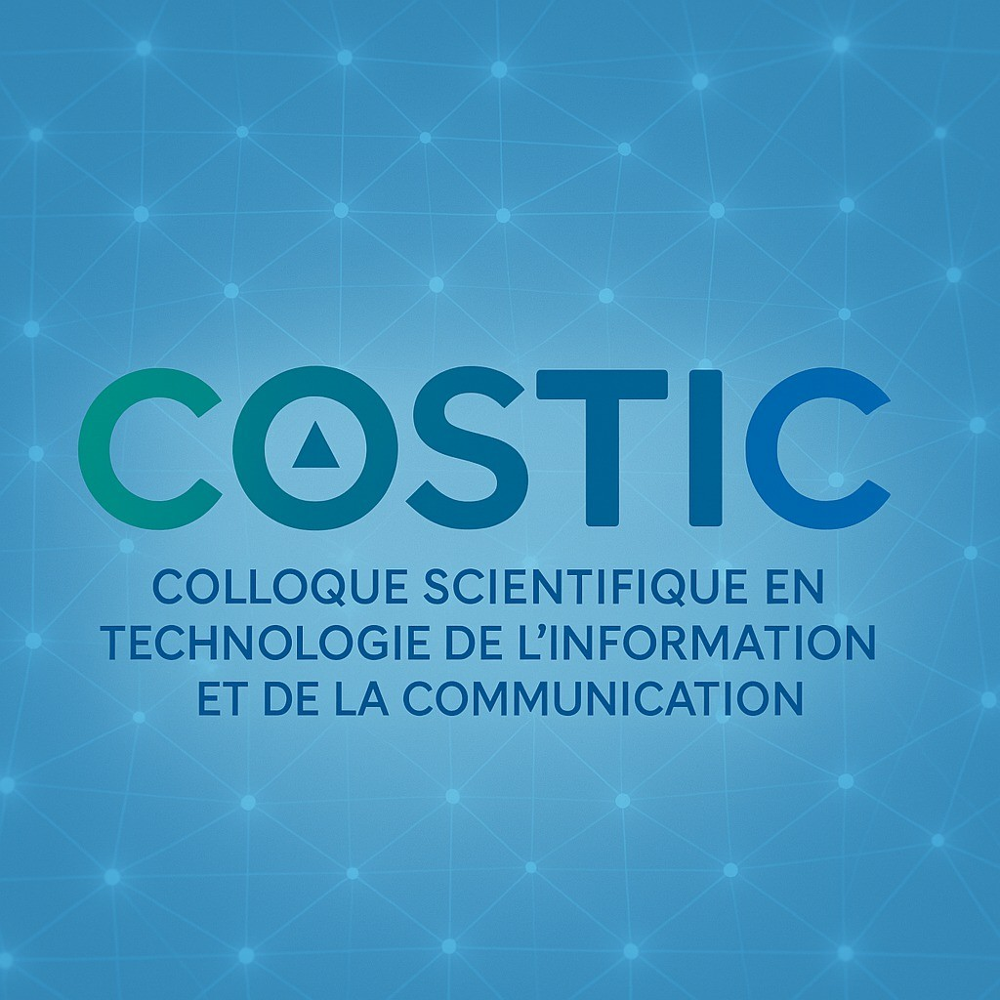 COSTIC
COLLOQUE SCIENTIFIQUE EN
TECHNOLOGIE DE L’INFORMATION
ET DE LA COMMUNICATION